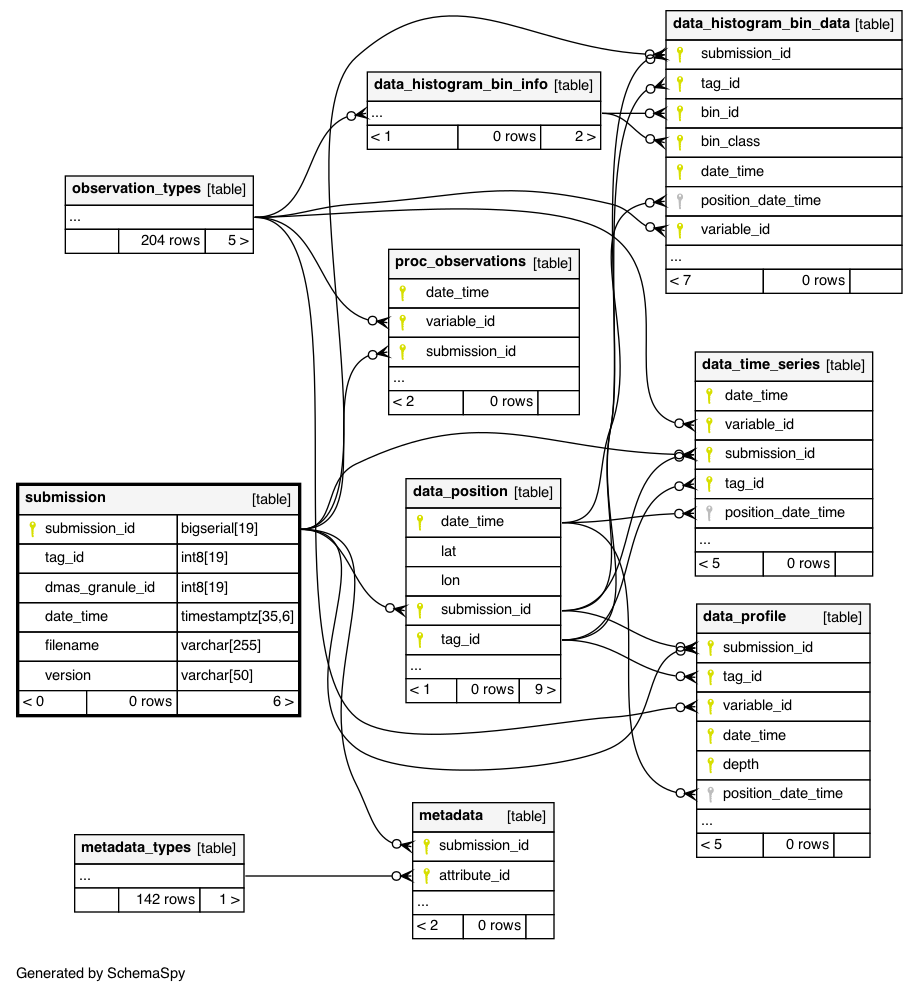 data_histogram_bin_data [table]
submission_id
tag_id
bin_id
bin_class
date_time
position_date_time
variable_id
...
< 7 0 rows
data_histogram_bin_info [table]
...
< 1 0 rows 2 >
observation_types [table]
...
204 rows 5 >
proc_observations [table]
date_time
variable_id
submission_id
...
< 2 0 rows
data_time_series [table]
date_time
variable_id
submission_id
tag_id
position_date_time
...
< 5 0 rows
submission [table]
submission_id bigserial[19]
tag_id int8[19]
dmas_granule_id int8[19]
date_time timestamptz[35,6]
filename varchar[255]
version varchar[50]
< 0 0 rows 6 >
data_position [table]
date_time
lat
lon
submission_id
tag_id
...
< 1 0 rows 9 >
data_profile [table]
submission_id
tag_id
variable_id
date_time
depth
position_date_time
...
< 5 0 rows
metadata [table]
submission_id
attribute_id
...
< 2 0 rows
metadata_types [table]
...
142 rows 1 >
Generated by SchemaSpy